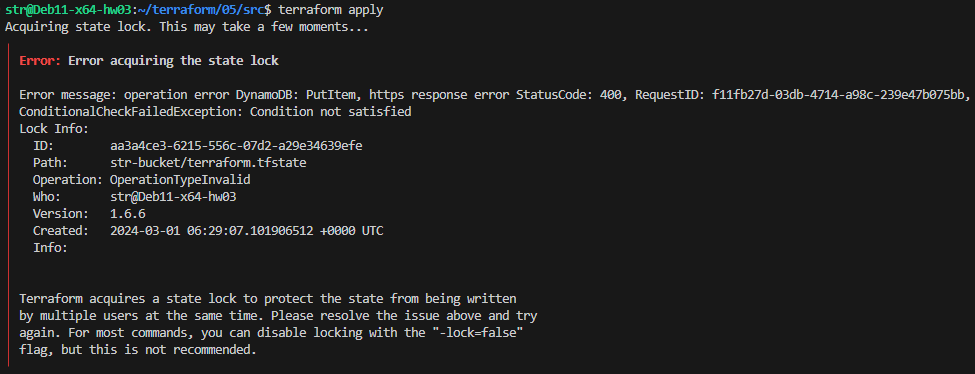 str@Deb11-x64-hw03:~/terraform/05/src$ terraform apply
Acquiring state lock. This may take a few moments...
Error: Error acquiring the state lock
Error message: operation error DynamoDB: PutItem, https response error StatusCode: 400, RequestID: f11fb27d-03db-4714-a98c-239e47b075bb,
ConditionalCheckFailedException: Condition not satisfied
Lock Info:
ID: aa3a4ce3-6215-556c-07d2-a29e34639efe
Path: str-bucket/terraform.tfstate
Operation: OperationTypeInvalid
Who: str@Deb11-x64-hw03
Version: 1.6.6
Created: 2024-03-01 06:29:07.101906512 +0000 UTC
Info:
Terraform acquires a state lock to protect the state from being written
by multiple users at the same time. Please resolve the issue above and try
again. For most commands, you can disable locking with the "-lock=false"
flag, but this is not recommended.